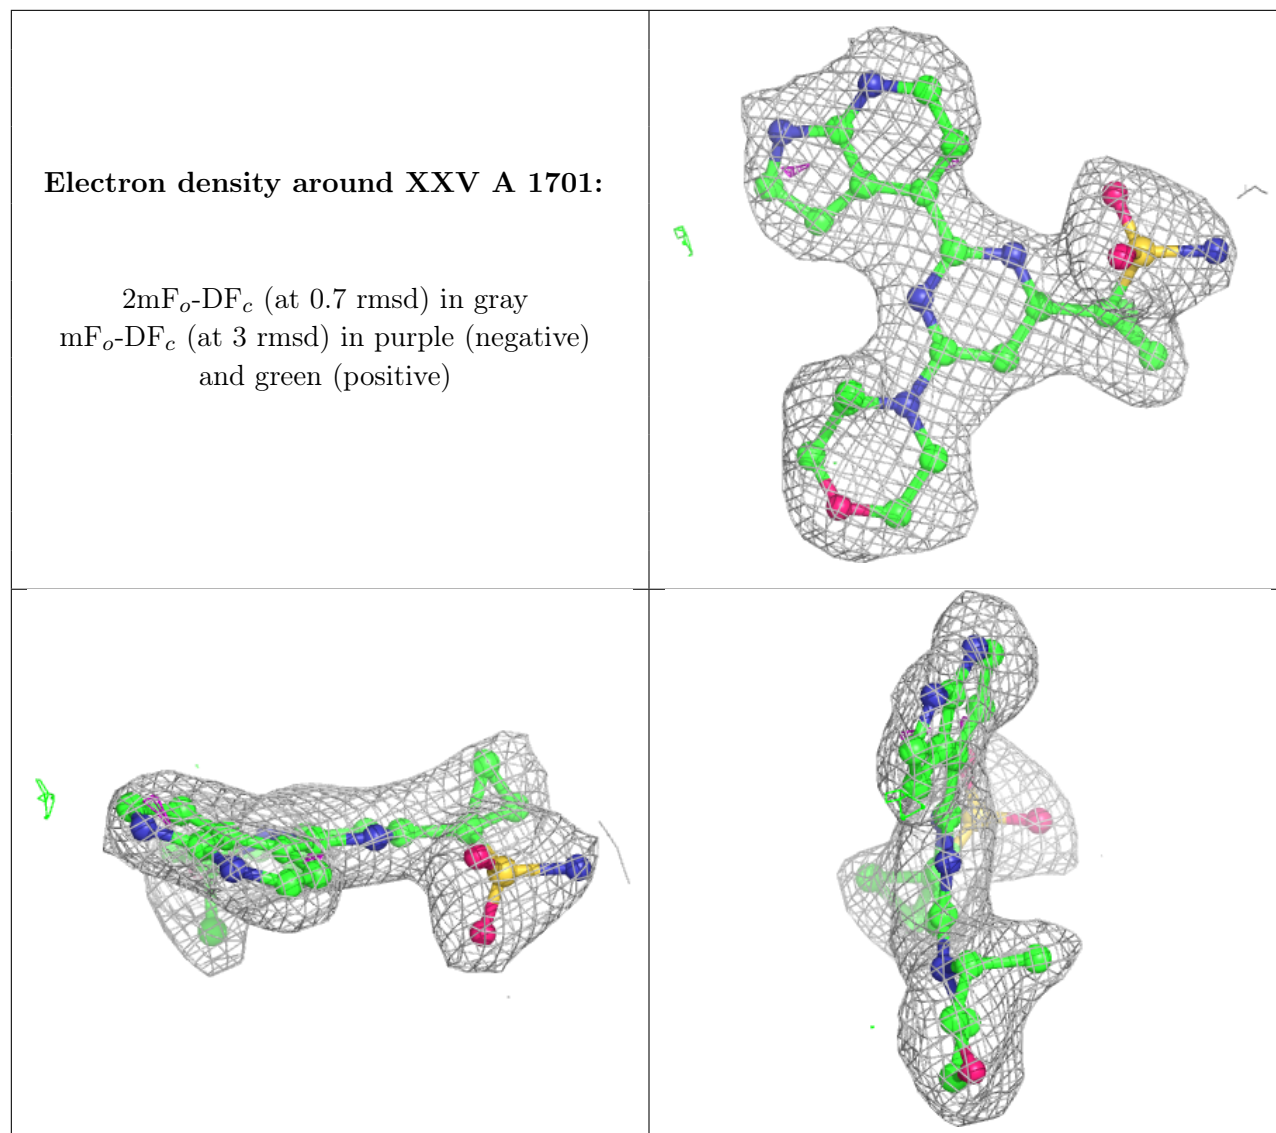 Electron density around XXV A 1701:
2mFo-DFc (at 0.7 rmsd) in gray
mFo-DFc (at 3 rmsd) in purple (negative)
and green (positive)